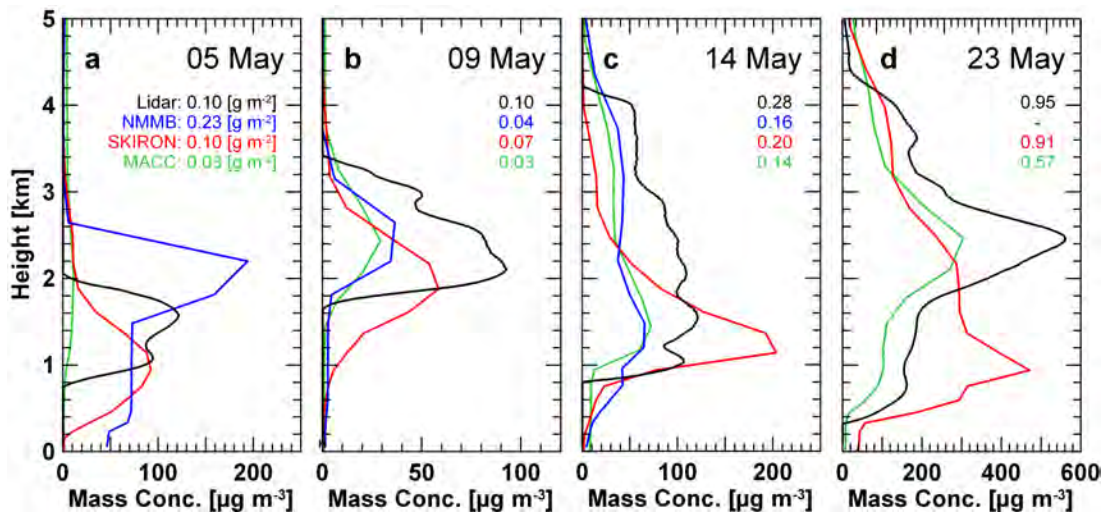 a 05 May
b 09 May
c 14 May
d 23 May
Lidar: 0.10 [g m⁻²] 0.10 0.28 0.95
NMMB: 0.23 [g m⁻²] 0.04 0.16 -
SKIRON: 0.10 [g m⁻²] 0.07 0.20 0.91
MACC: 0.03 [g m⁻²] 0.03 0.14 0.57
Height [km]
5
4
3
2
1
0
0 100 200
0 50 100
0 100 200
0 200 400 600
Mass Conc. [µg m⁻³]
Mass Conc. [µg m⁻³]
Mass Conc. [µg m⁻³]
Mass Conc. [µg m⁻³]